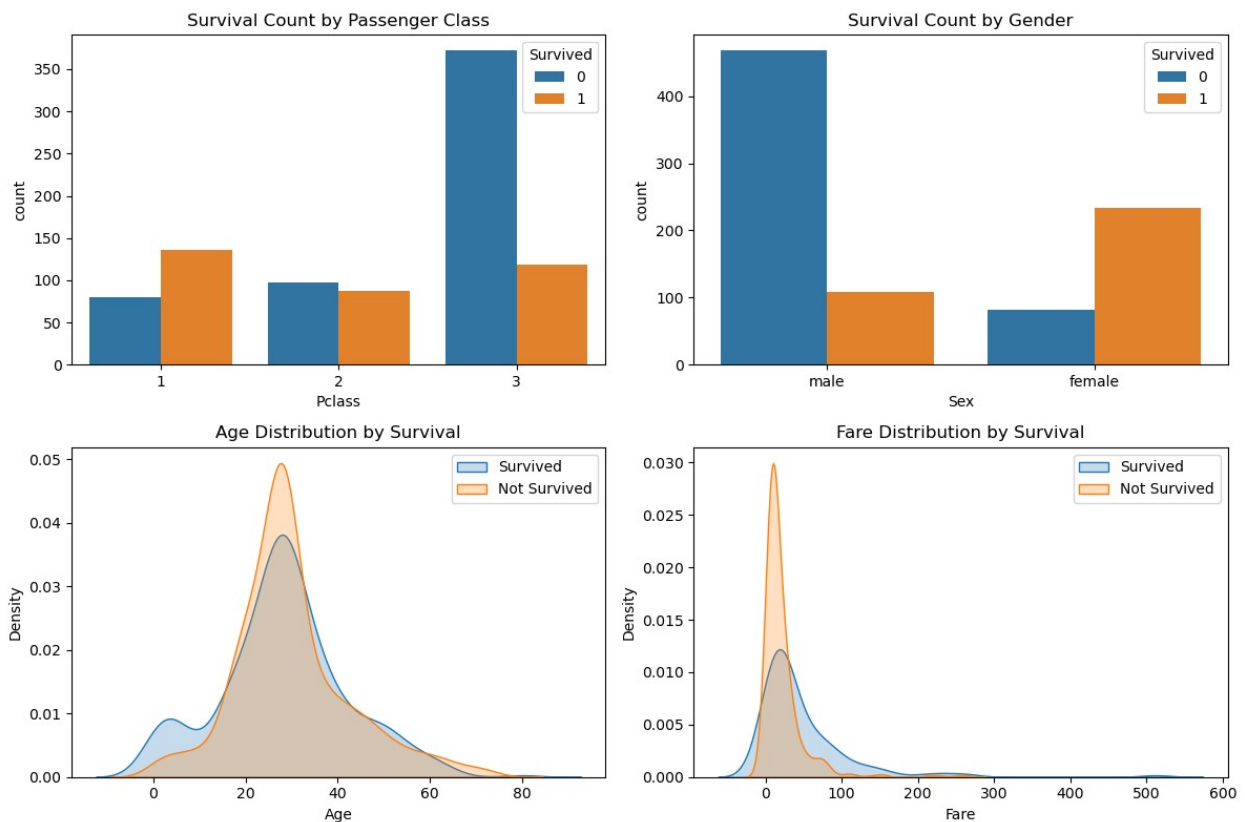 Survival Count by Passenger Class
Survived
0
1
350
300
250
200
150
100
50
0
count
1 2 3
Pclass
Survival Count by Gender
Survived
0
1
400
300
200
100
0
count
male female
Sex
Age Distribution by Survival
Survived
Not Survived
0.05
0.04
0.03
0.02
0.01
0.00
Density
0 20 40 60 80
Age
Fare Distribution by Survival
Survived
Not Survived
0.030
0.025
0.020
0.015
0.010
0.005
0.000
Density
0 100 200 300 400 500 600
Fare